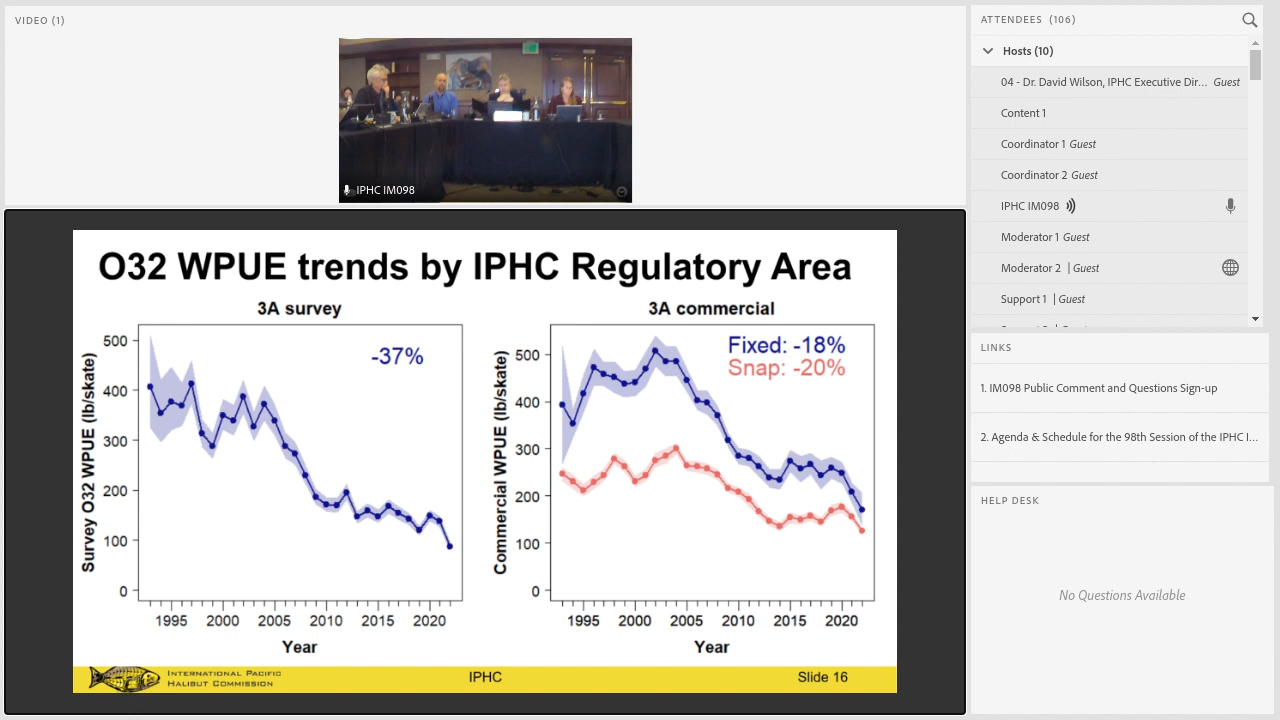 VIDEO (1)
IPHC IM098
O32 WPUE trends by IPHC Regulatory Area
3A survey
-37%
Survey O32 WPUE (lb/skate)
500
400
300
200
100
0
1995 2000 2005 2010 2015 2020
Year
3A commercial
Fixed: -18%
Snap: -20%
Commercial WPUE (lb/skate)
500
400
300
200
100
0
1995 2000 2005 2010 2015 2020
Year
INTERNATIONAL PACIFIC
HALIBUT COMMISSION
IPHC
Slide 16
ATTENDEES (106)
Hosts (10)
04 - Dr. David Wilson, IPHC Executive Dir... Guest
Content 1
Coordinator 1 Guest
Coordinator 2 Guest
IPHC IM098
Moderator 1 Guest
Moderator 2 | Guest
Support 1 | Guest
LINKS
1. IM098 Public Comment and Questions Sign-up
2. Agenda & Schedule for the 98th Session of the IPHC I...
HELP DESK
No Questions Available